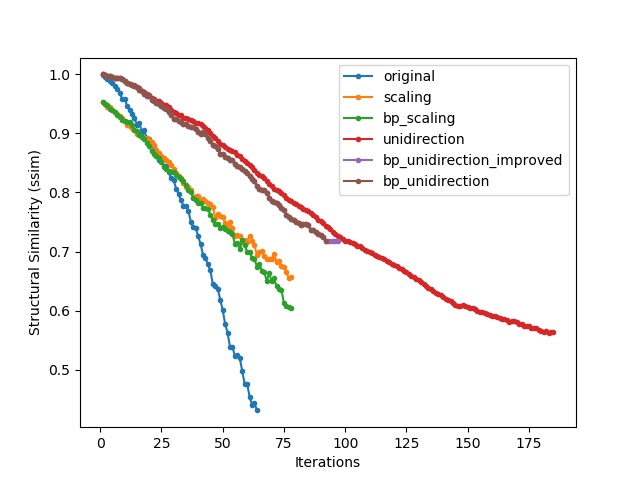 original
scaling
bp_scaling
unidirection
bp_unidirection_improved
bp_unidirection
Structural Similarity (ssim)
1.0
0.9
0.8
0.7
0.6
0.5
0 25 50 75 100 125 150 175
Iterations